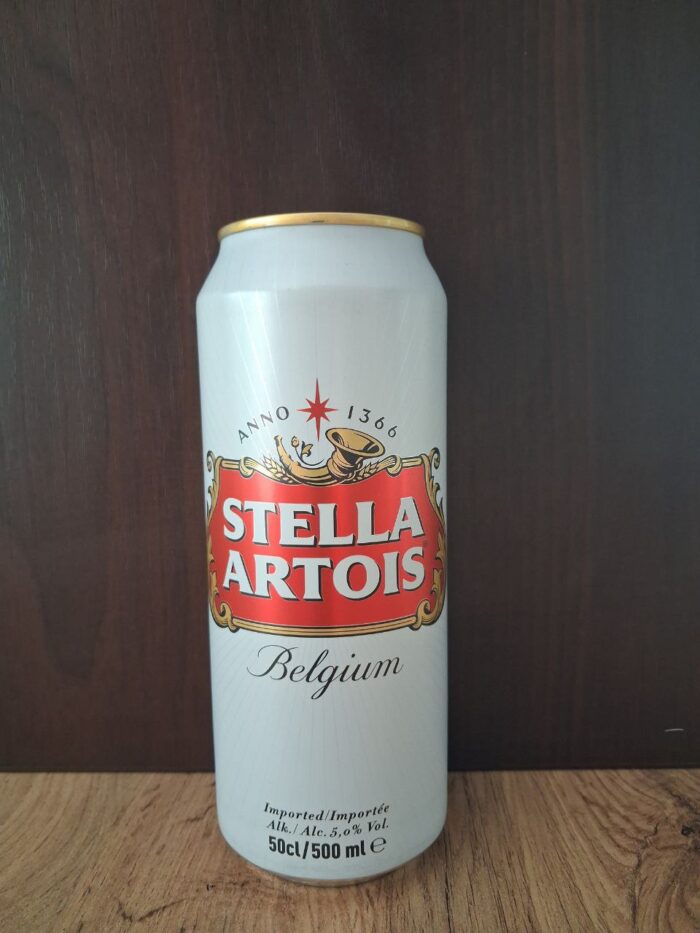 ANNO 1366
STELLA
ARTOIS
Belgium
Imported/Importée
Alk./Alc. 5,0% Vol.
50cl/500 ml ℮